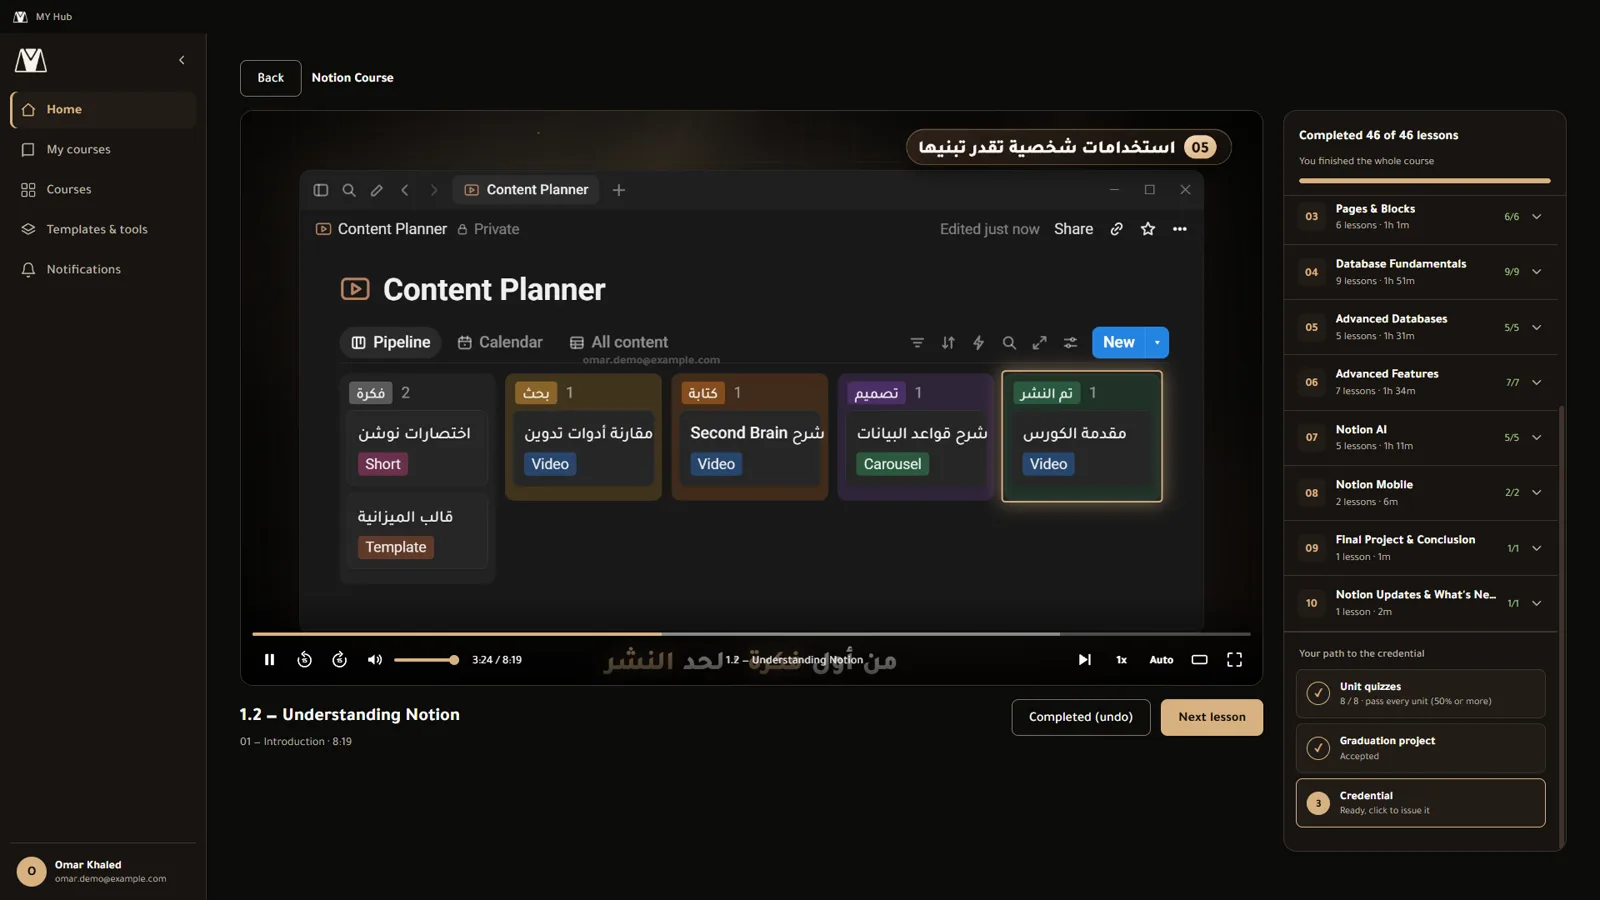 MY Hub
Home
My courses
Courses
Templates & tools
Notifications
Omar Khaled
O
omar.demo@example.com
Back
Notion Course
05 استخدامات شخصية تقدر تبنيها
Content Planner
Content Planner
Private
Edited just now
Share
Content Planner
Pipeline
Calendar
All content
New
omar.demo@example.com
فكرة 2
اختصارات نوشن
Short
قالب الميزانية
Template
بحث 1
مقارنة أدوات تدوين
Video
كتابة 1
شرح Second Brain
Video
تصميم 1
شرح قواعد البيانات
Carousel
تم النشر 1
مقدمة الكورس
Video
من أول فكرة لحد النشر
3:24 / 8:19
1.2 – Understanding Notion
1x
Auto
1.2 – Understanding Notion
01 – Introduction · 8:19
Completed (undo)
Next lesson
Completed 46 of 46 lessons
You finished the whole course
03 Pages & Blocks 6/6
6 lessons · 1h 1m
04 Database Fundamentals 9/9
9 lessons · 1h 51m
05 Advanced Databases 5/5
5 lessons · 1h 31m
06 Advanced Features 7/7
7 lessons · 1h 34m
07 Notion AI 5/5
5 lessons · 1h 11m
08 Notion Mobile 2/2
2 lessons · 6m
09 Final Project & Conclusion 1/1
1 lesson · 1m
10 Notion Updates & What's Ne... 1/1
1 lesson · 2m
Your path to the credential
Unit quizzes
8 / 8 · pass every unit (50% or more)
Graduation project
Accepted
3 Credential
Ready, click to issue it